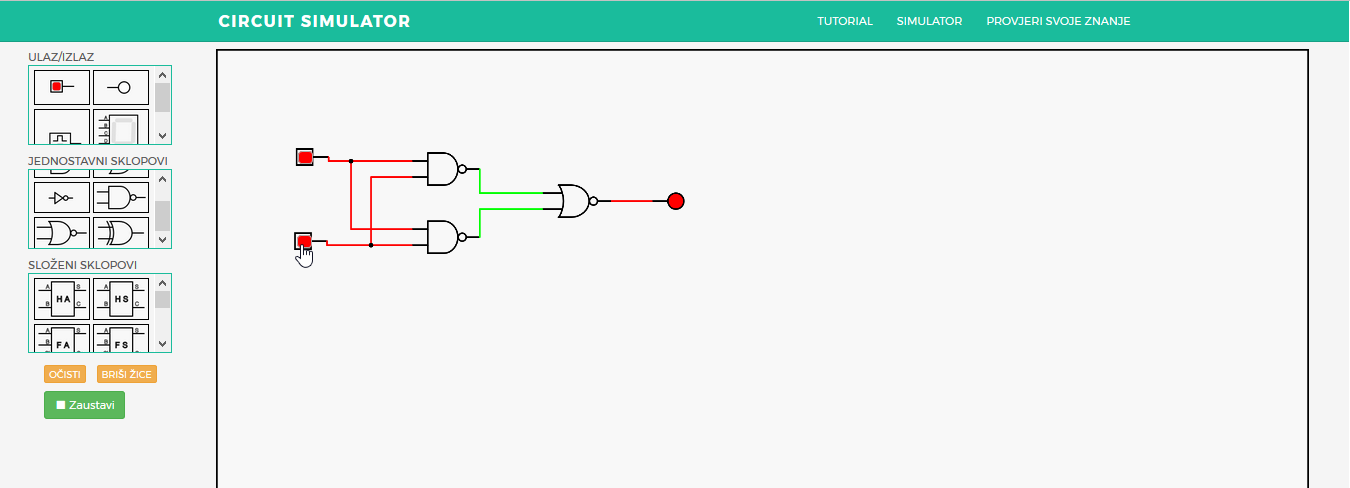 CIRCUIT SIMULATOR
TUTORIAL SIMULATOR PROVJERI SVOJE ZNANJE
ULAZ/IZLAZ
A
B
C
D
JEDNOSTAVNI SKLOPOVI
SLOŽENI SKLOPOVI
A HA S A HS S
B C B C
A FA S A FS S
B B
OČISTI BRIŠI ŽICE
Zaustavi